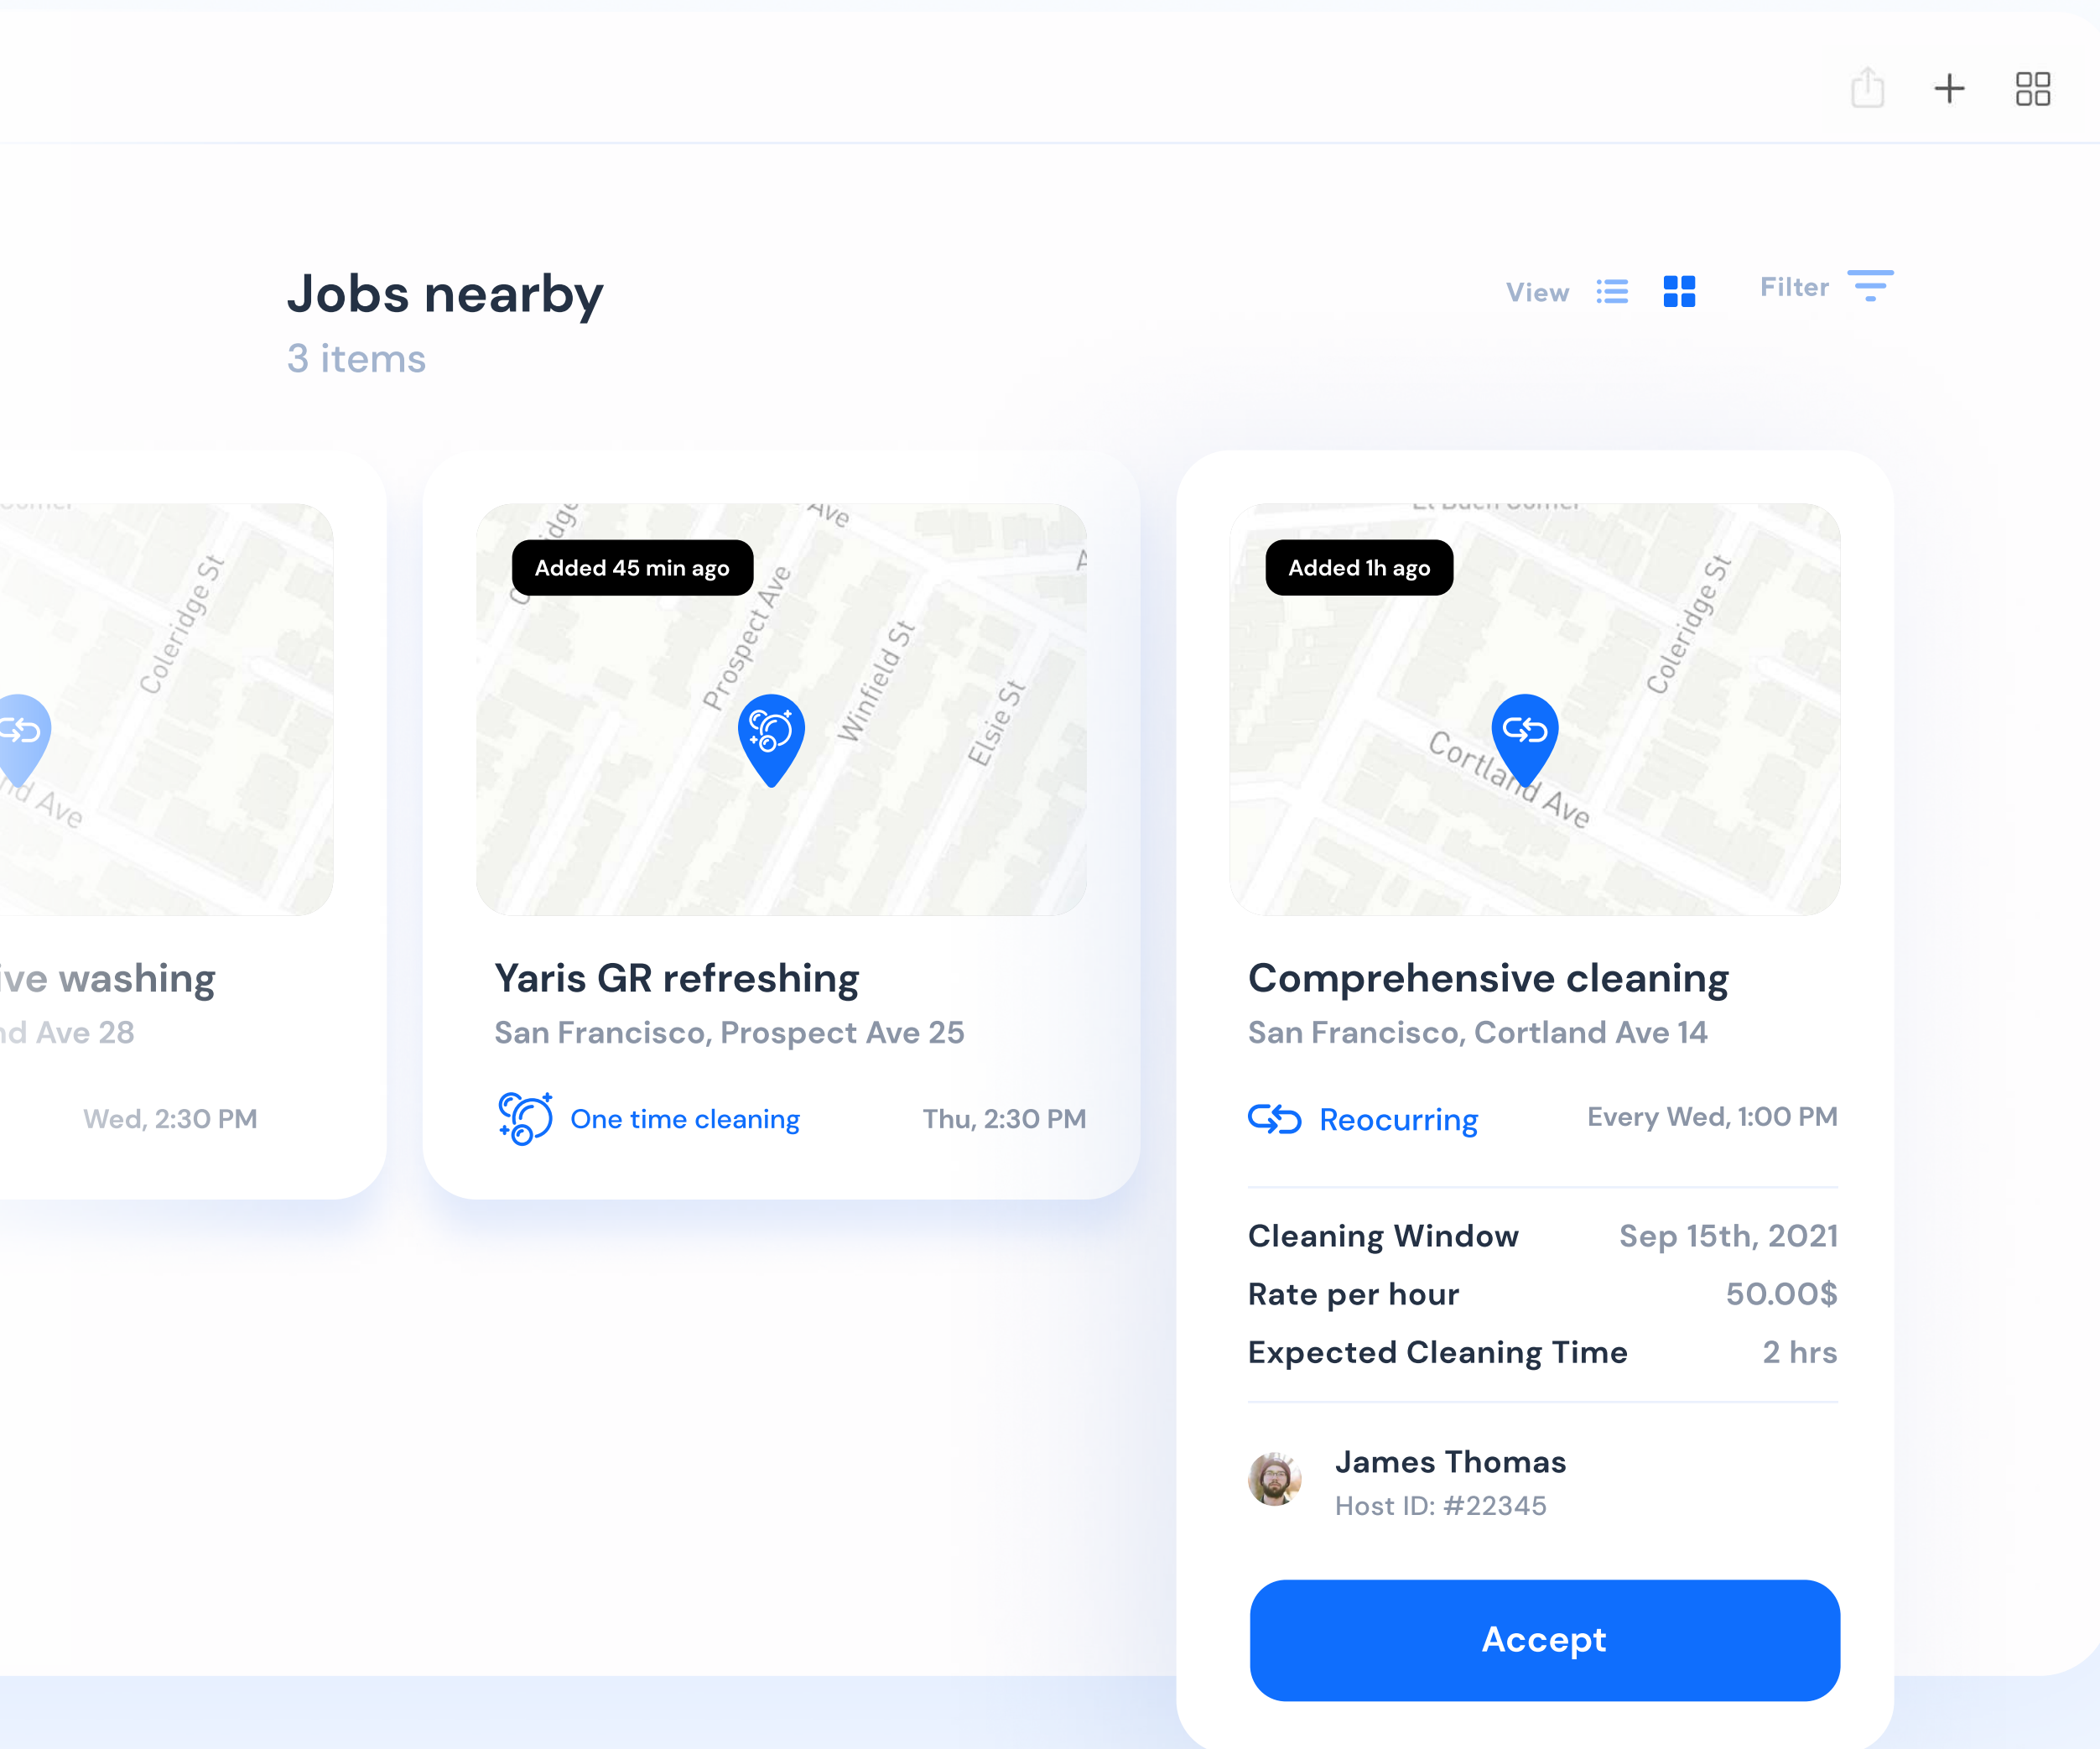 Jobs nearby
3 items
View
Filter
Coleridge St
Ave
washing
Ave 28
Wed, 2:30 PM
Added 45 min ago
Ave
Prospect Ave
Winfield St
Elsie St
Yaris GR refreshing
San Francisco, Prospect Ave 25
One time cleaning
Thu, 2:30 PM
Added 1h ago
Coleridge St
Cortland Ave
Comprehensive cleaning
San Francisco, Cortland Ave 14
Reocurring
Every Wed, 1:00 PM
Cleaning Window
Sep 15th, 2021
Rate per hour
50.00$
Expected Cleaning Time
2 hrs
James Thomas
Host ID: #22345
Accept